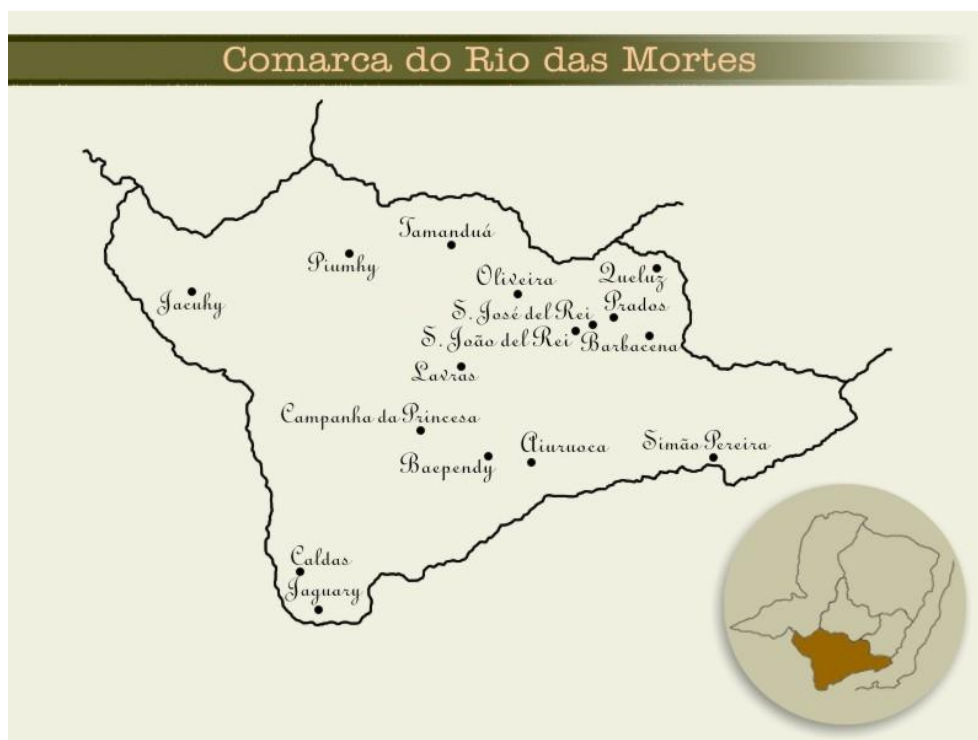 Comarca do Rio das Mortes
Tamanduá
Piumhy
Oliveira
Queluz
Jacuhy
S. José del Rei
Prados
S. João del Rei
Barbacena
Lavras
Campanha da Princesa
Aiuruoca
Simão Pereira
Baependy
Caldas
Jaguary